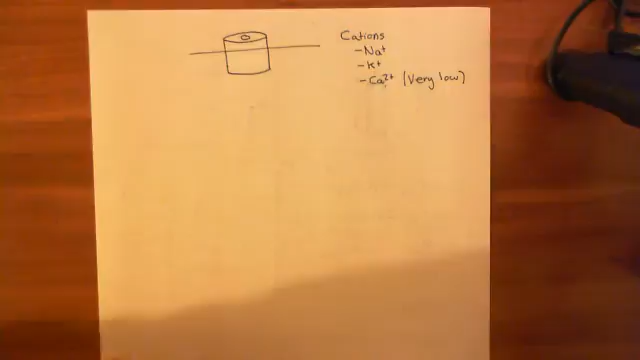 Cations
- Na⁺
- K⁺
- Ca²⁺ (Very low)